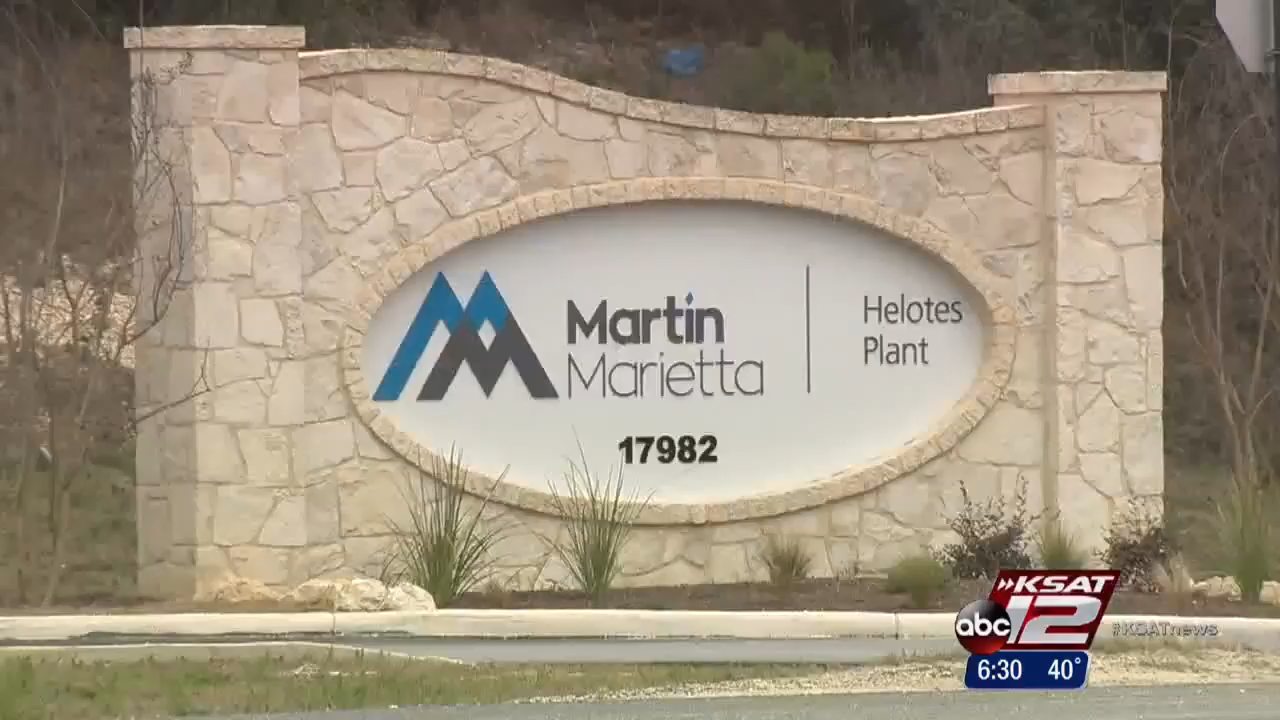 Martin
Marietta
Helotes
Plant
17982
KSAT
abc 12
#KSATnews
6:30 40°